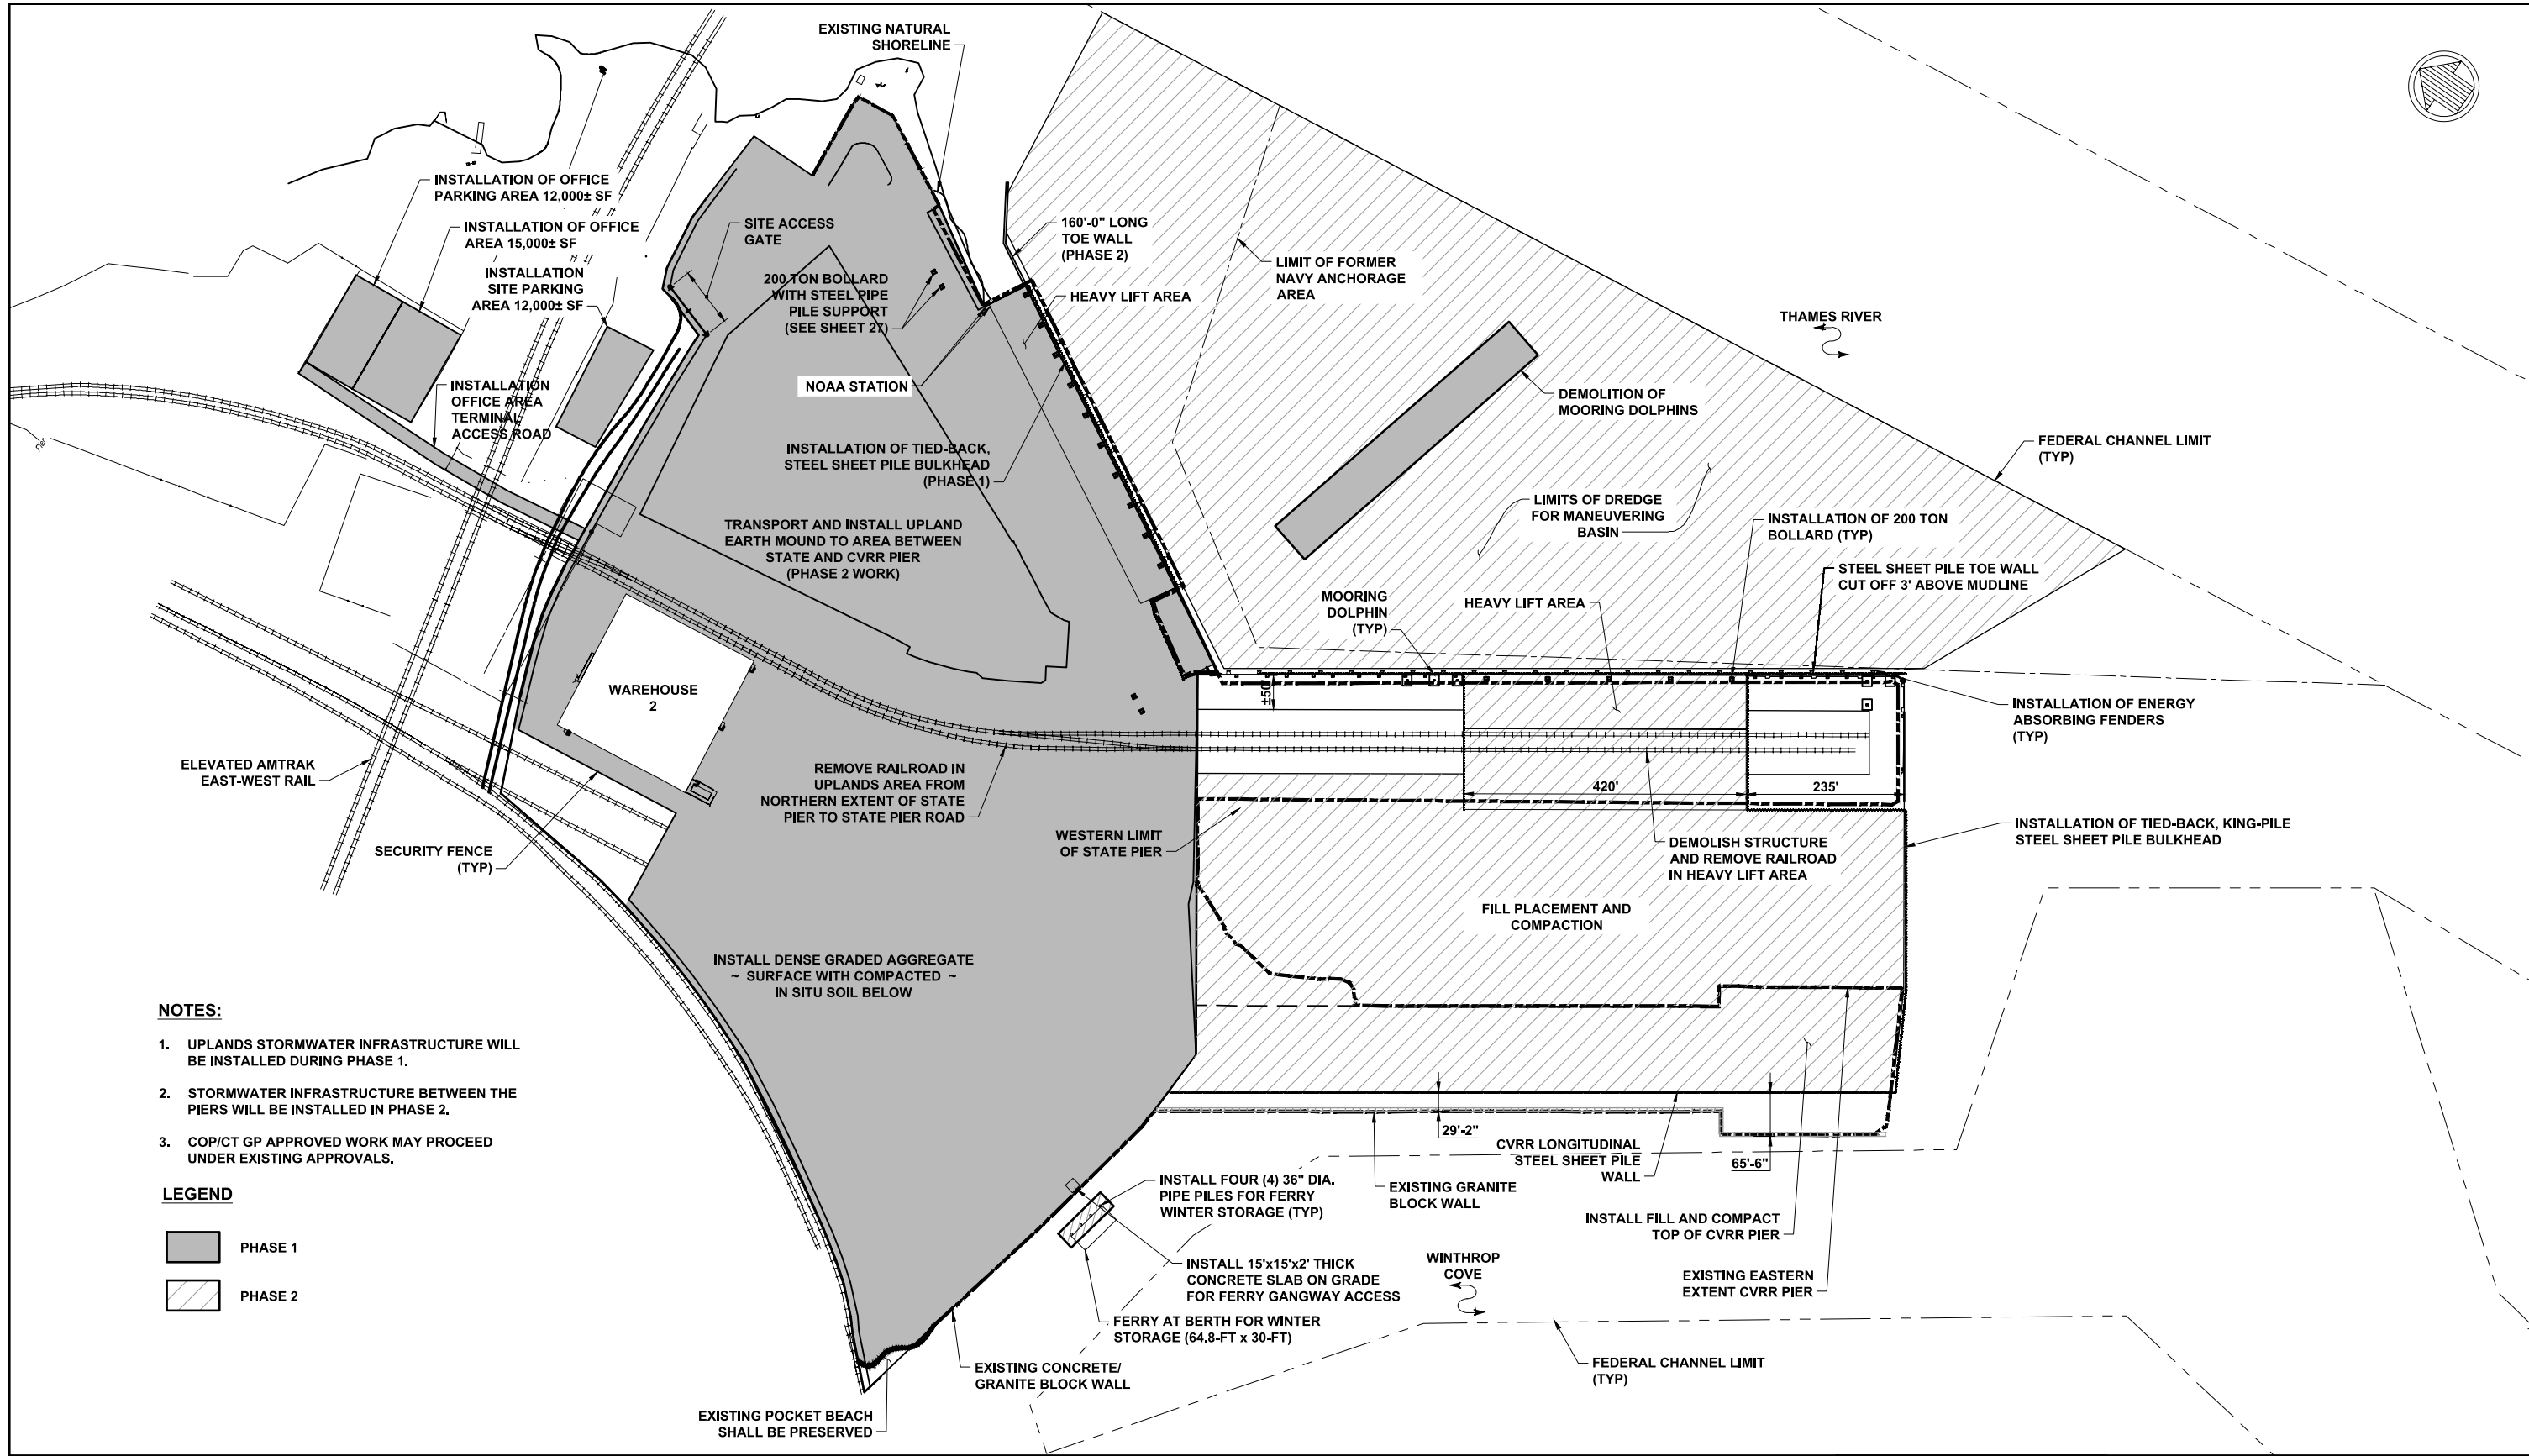 EXISTING NATURAL
SHORELINE
INSTALLATION OF OFFICE
PARKING AREA 12,000± SF
INSTALLATION OF OFFICE
AREA 15,000± SF
INSTALLATION
SITE PARKING
AREA 12,000± SF
SITE ACCESS
GATE
200 TON BOLLARD
WITH STEEL PIPE
PILE SUPPORT
(SEE SHEET 27)
160'-0" LONG
TOE WALL
(PHASE 2)
HEAVY LIFT AREA
LIMIT OF FORMER
NAVY ANCHORAGE
AREA
THAMES RIVER
NOAA STATION
INSTALLATION
OFFICE AREA
TERMINAL
ACCESS ROAD
DEMOLITION OF
MOORING DOLPHINS
FEDERAL CHANNEL LIMIT
(TYP)
INSTALLATION OF TIED-BACK,
STEEL SHEET PILE BULKHEAD
(PHASE 1)
LIMITS OF DREDGE
FOR MANEUVERING
BASIN
INSTALLATION OF 200 TON
BOLLARD (TYP)
TRANSPORT AND INSTALL UPLAND
EARTH MOUND TO AREA BETWEEN
STATE AND CVRR PIER
(PHASE 2 WORK)
STEEL SHEET PILE TOE WALL
CUT OFF 3' ABOVE MUDLINE
MOORING
DOLPHIN
(TYP)
HEAVY LIFT AREA
WAREHOUSE
2
±50'
INSTALLATION OF ENERGY
ABSORBING FENDERS
(TYP)
ELEVATED AMTRAK
EAST-WEST RAIL
REMOVE RAILROAD IN
UPLANDS AREA FROM
NORTHERN EXTENT OF STATE
PIER TO STATE PIER ROAD
420'
235'
WESTERN LIMIT
OF STATE PIER
INSTALLATION OF TIED-BACK, KING-PILE
STEEL SHEET PILE BULKHEAD
SECURITY FENCE
(TYP)
DEMOLISH STRUCTURE
AND REMOVE RAILROAD
IN HEAVY LIFT AREA
FILL PLACEMENT AND
COMPACTION
INSTALL DENSE GRADED AGGREGATE
~ SURFACE WITH COMPACTED ~
IN SITU SOIL BELOW
NOTES:
1. UPLANDS STORMWATER INFRASTRUCTURE WILL
BE INSTALLED DURING PHASE 1.
2. STORMWATER INFRASTRUCTURE BETWEEN THE
PIERS WILL BE INSTALLED IN PHASE 2.
3. COP/CT GP APPROVED WORK MAY PROCEED
UNDER EXISTING APPROVALS.
29'-2"
CVRR LONGITUDINAL
STEEL SHEET PILE
WALL
65'-6"
LEGEND
PHASE 1
PHASE 2
INSTALL FOUR (4) 36" DIA.
PIPE PILES FOR FERRY
WINTER STORAGE (TYP)
EXISTING GRANITE
BLOCK WALL
INSTALL FILL AND COMPACT
TOP OF CVRR PIER
INSTALL 15'x15'x2' THICK
CONCRETE SLAB ON GRADE
FOR FERRY GANGWAY ACCESS
WINTHROP
COVE
EXISTING EASTERN
EXTENT CVRR PIER
FERRY AT BERTH FOR WINTER
STORAGE (64.8-FT x 30-FT)
EXISTING CONCRETE/
GRANITE BLOCK WALL
FEDERAL CHANNEL LIMIT
(TYP)
EXISTING POCKET BEACH
SHALL BE PRESERVED